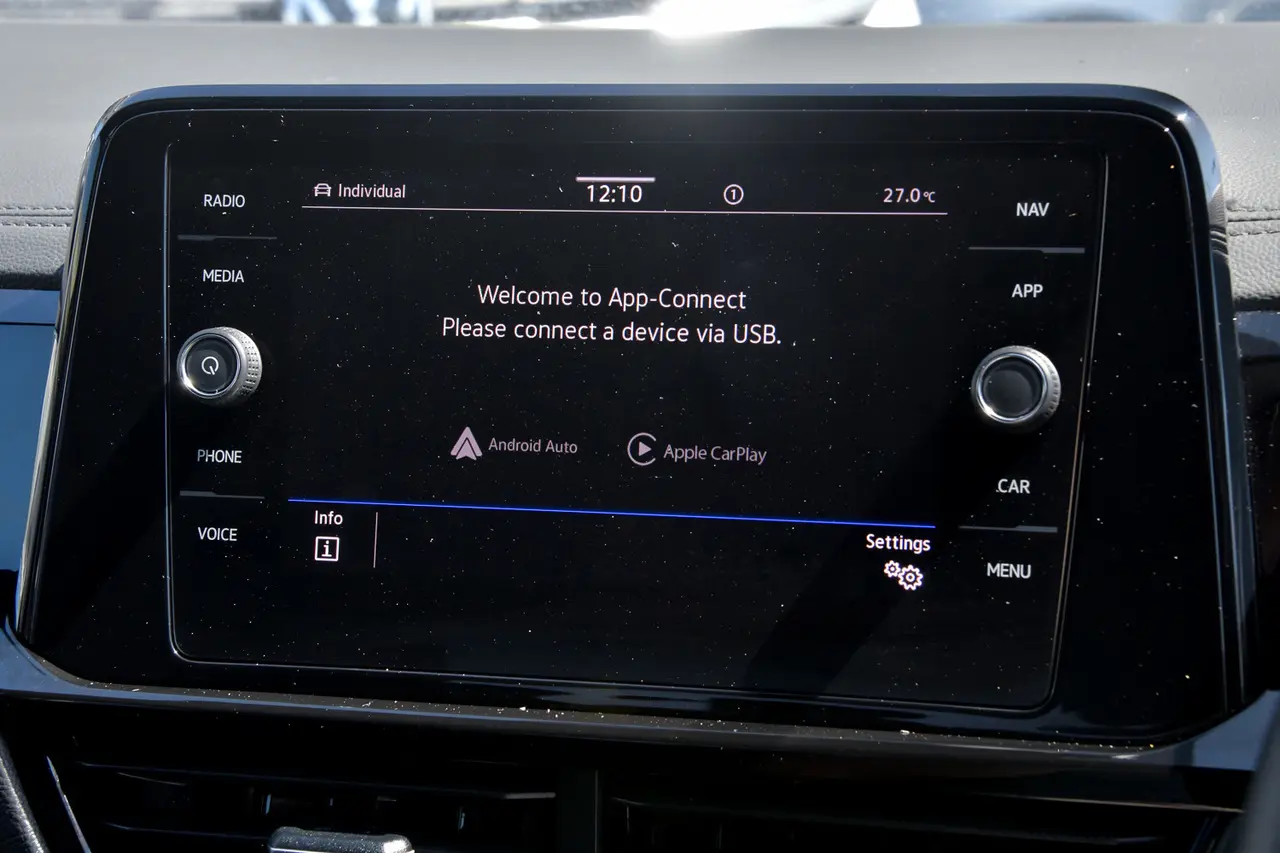 RADIO
MEDIA
PHONE
VOICE
Individual
12:10
1
27.0°C
Welcome to App-Connect
Please connect a device via USB.
Android Auto
Apple CarPlay
Info
i
Settings
NAV
APP
CAR
MENU